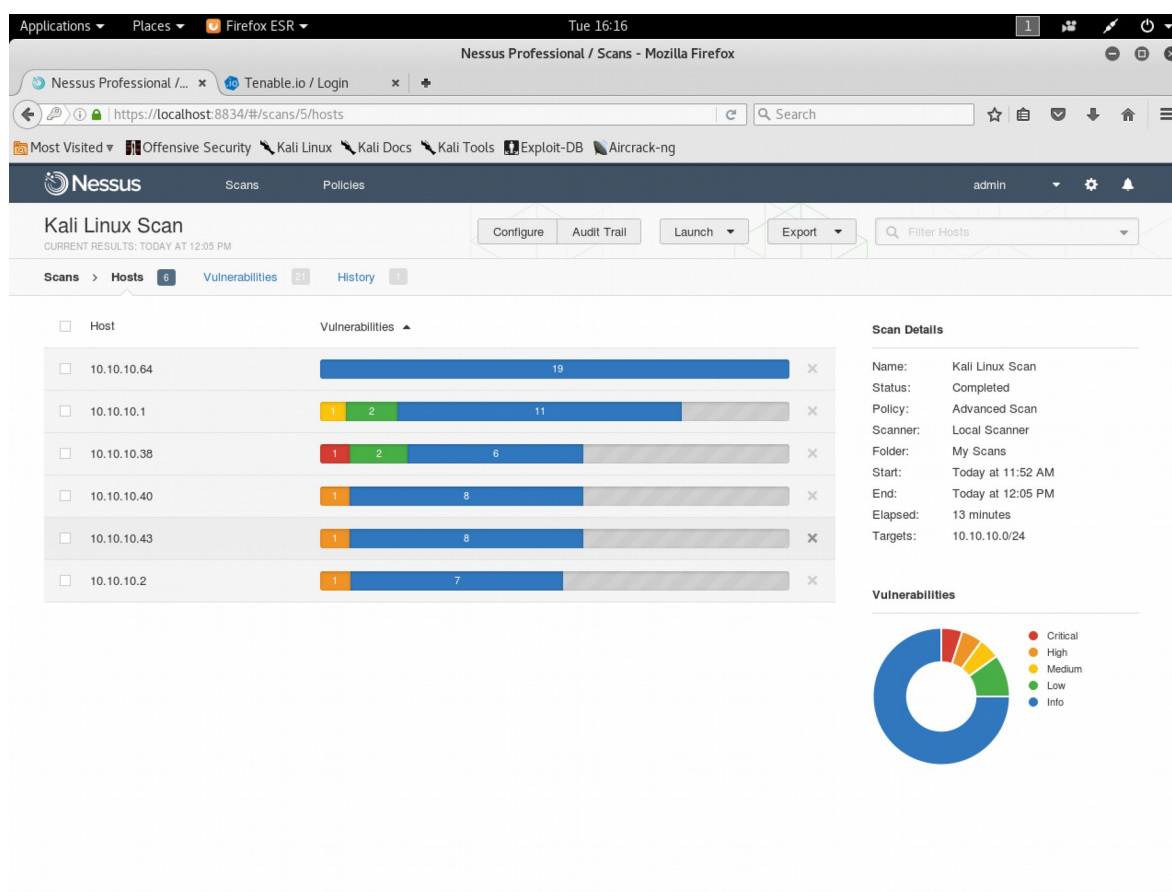 Applications Places Firefox ESR Tue 16:16 1
Nessus Professional / Scans - Mozilla Firefox
Nessus Professional /... Tenable.io / Login
https://localhost:8834/#/scans/5/hosts Search
Most Visited Offensive Security Kali Linux Kali Docs Kali Tools Exploit-DB Aircrack-ng
Nessus Scans Policies admin
Kali Linux Scan Configure Audit Trail Launch Export Filter Hosts
CURRENT RESULTS: TODAY AT 12:05 PM
Scans > Hosts 6 Vulnerabilities 21 History 1
Host Vulnerabilities
10.10.10.64 19
10.10.10.1 1 2 11
10.10.10.38 1 2 6
10.10.10.40 1 8
10.10.10.43 1 8
10.10.10.2 1 7
Scan Details
Name: Kali Linux Scan
Status: Completed
Policy: Advanced Scan
Scanner: Local Scanner
Folder: My Scans
Start: Today at 11:52 AM
End: Today at 12:05 PM
Elapsed: 13 minutes
Targets: 10.10.10.0/24
Vulnerabilities
Critical
High
Medium
Low
Info